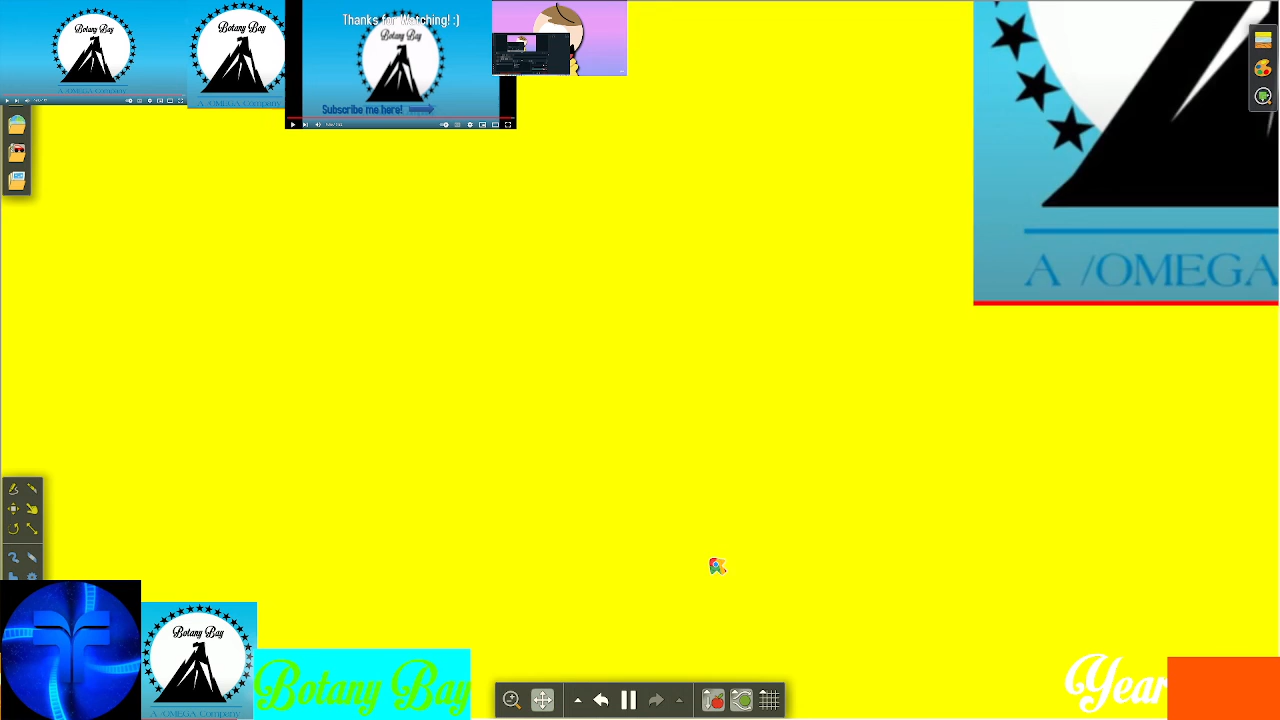 Botany Bay
A /OMEGA Company
Botany Bay
A /OMEGA Company
Thanks for Watching! :)
Botany Bay
Subscribe me here!
A /OMEGA
Botany Bay
A /OMEGA Company
Botany Bay
Year